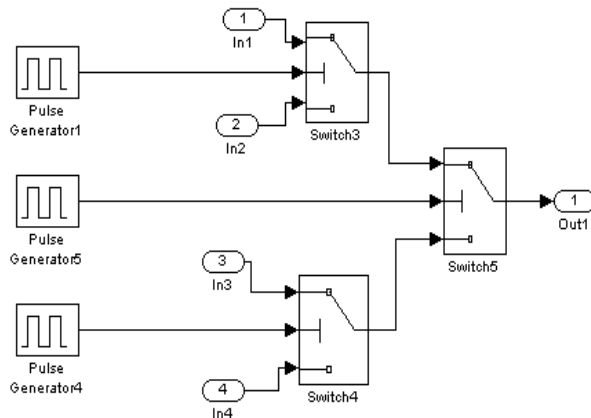 1
In1
Pulse
Generator1
2
In2
Switch3
Pulse
Generator5
1
Out1
Switch5
3
In3
Pulse
Generator4
4
In4
Switch4